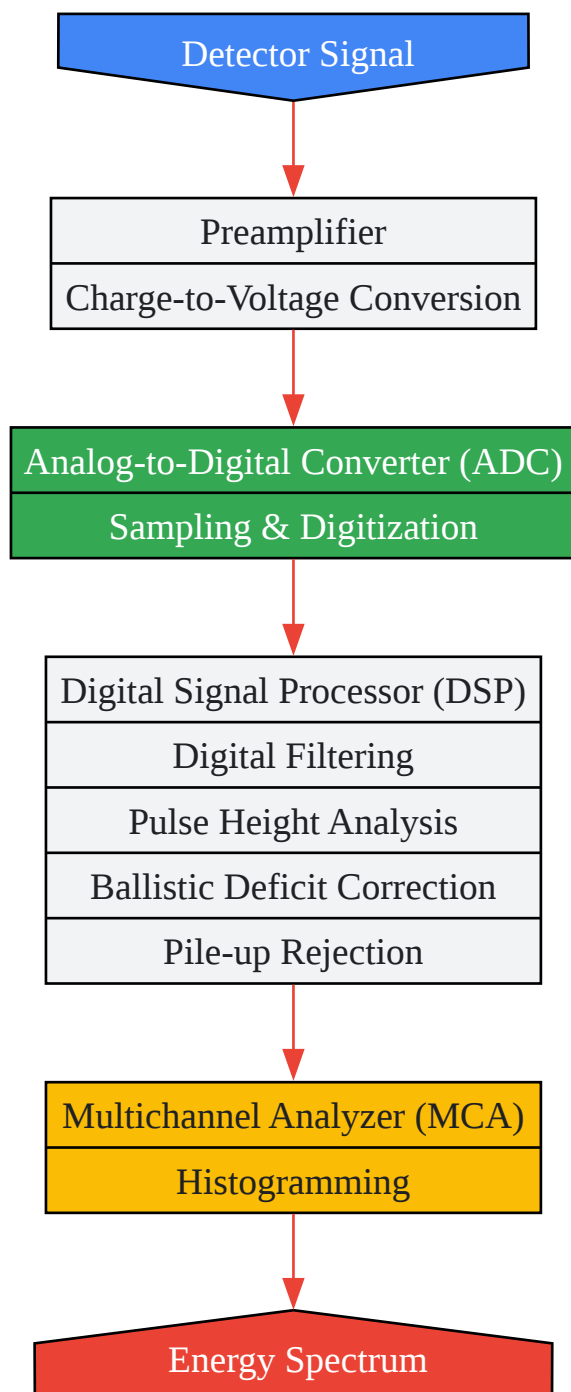 Detector Signal
Preamplifier
Charge-to-Voltage Conversion
Analog-to-Digital Converter (ADC)
Sampling & Digitization
Digital Signal Processor (DSP)
Digital Filtering
Pulse Height Analysis
Ballistic Deficit Correction
Pile-up Rejection
Multichannel Analyzer (MCA)
Histogramming
Energy Spectrum